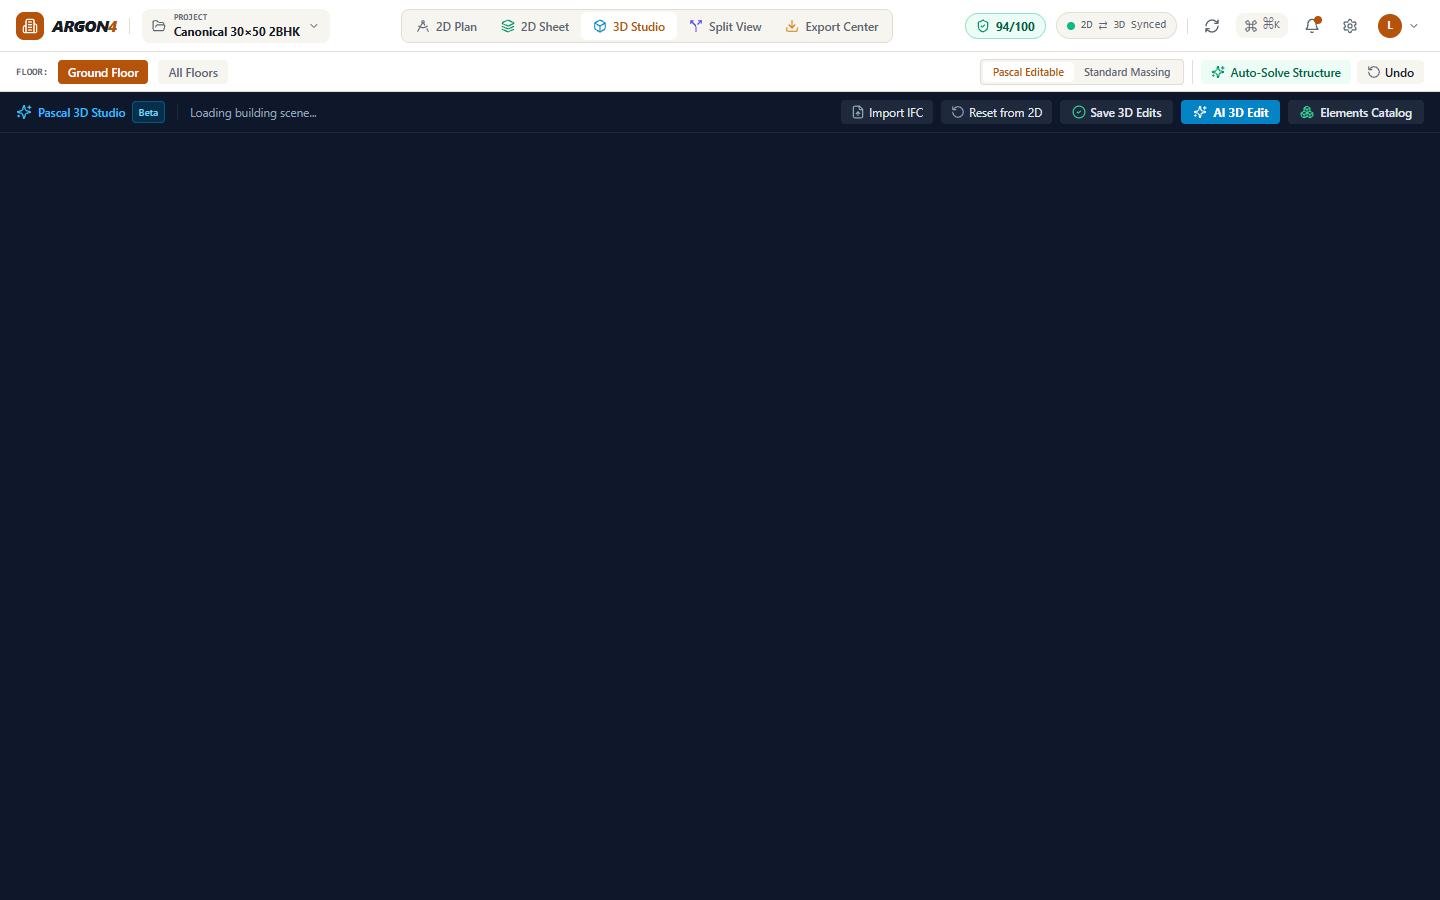 ARGON4
PROJECT
Canonical 30×50 2BHK
2D Plan
2D Sheet
3D Studio
Split View
Export Center
94/100
2D ⇄ 3D Synced
⌘ ⌘K
L
FLOOR:
Ground Floor
All Floors
Pascal Editable
Standard Massing
Auto-Solve Structure
Undo
Pascal 3D Studio
Beta
Loading building scene...
Import IFC
Reset from 2D
Save 3D Edits
AI 3D Edit
Elements Catalog